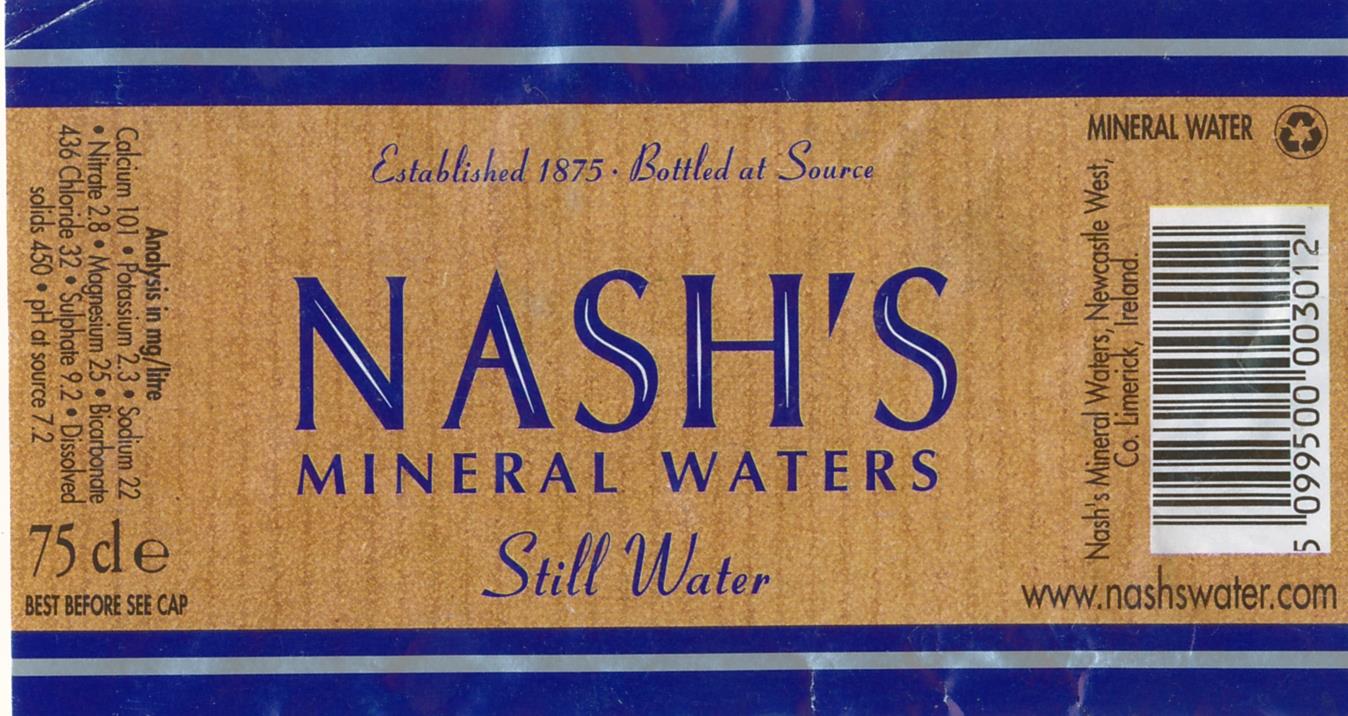 Established 1875 · Bottled at Source
NASH'S
MINERAL WATERS
Still Water
Analysis in mg/litre
Calcium 101 • Potassium 2.3 • Sodium 22
• Nitrate 2.8 • Magnesium 25 • Bicarbonate
436 Chloride 32 • Sulphate 9.2 • Dissolved
solids 450 • pH at source 7.2
75 cl e
BEST BEFORE SEE CAP
MINERAL WATER
Nash's Mineral Waters, Newcastle West,
Co. Limerick, Ireland.
5 099500 003012
www.nashswater.com